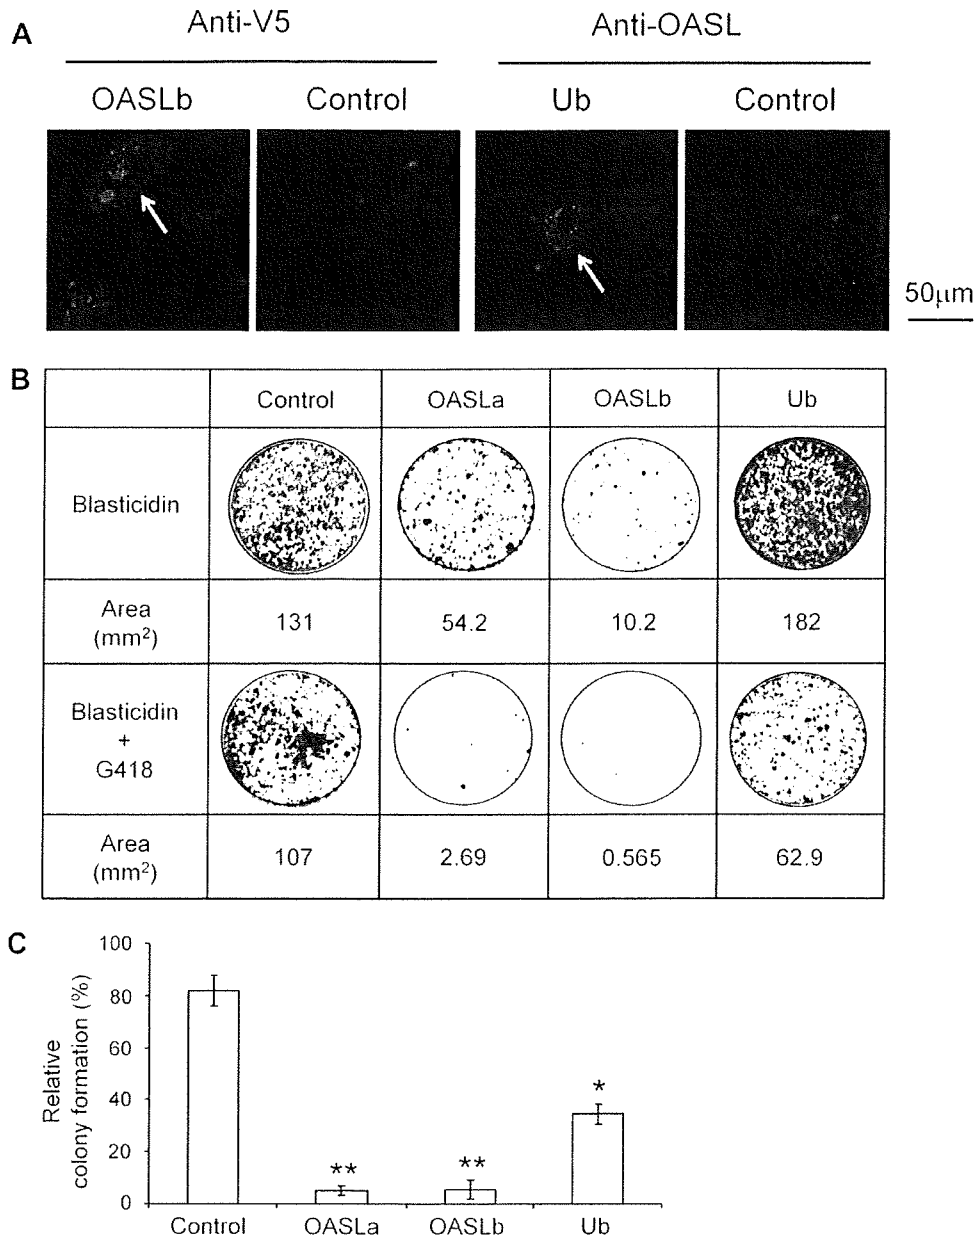 A
Anti-V5
Anti-OASL
OASLb
Control
Ub
Control
50μm
B
Control
OASLa
OASLb
Ub
Blasticidin
Area
(mm²)
131
54.2
10.2
182
Blasticidin
+
G418
Area
(mm²)
107
2.69
0.565
62.9
C
Relative
colony formation (%)
100
80
60
40
20
0
**
**
*
Control
OASLa
OASLb
Ub